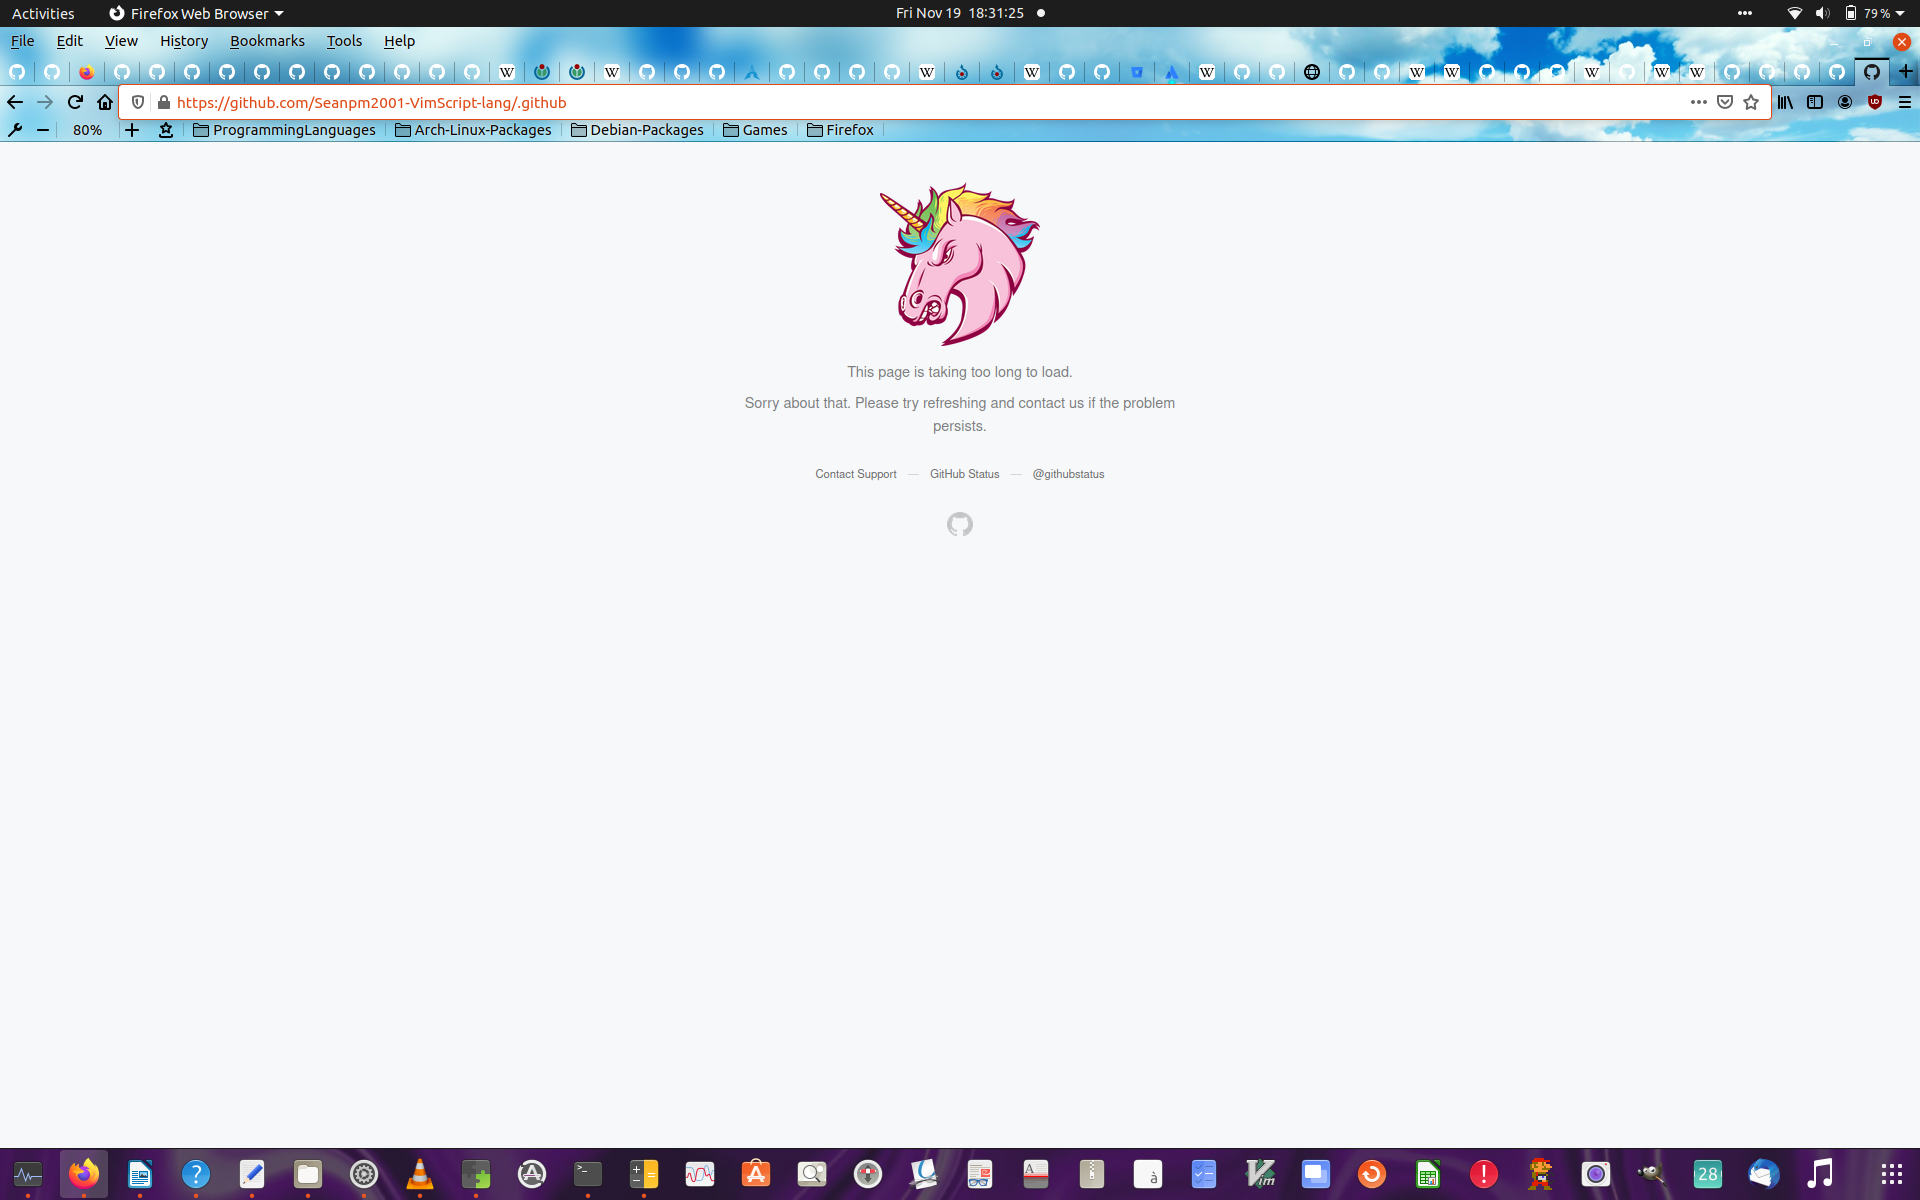 Activities Firefox Web Browser Fri Nov 19 18:31:25 79 %
File Edit View History Bookmarks Tools Help
https://github.com/Seanpm2001-VimScript-lang/.github
80% ProgrammingLanguages Arch-Linux-Packages Debian-Packages Games Firefox
This page is taking too long to load.
Sorry about that. Please try refreshing and contact us if the problem
persists.
Contact Support — GitHub Status — @githubstatus
28